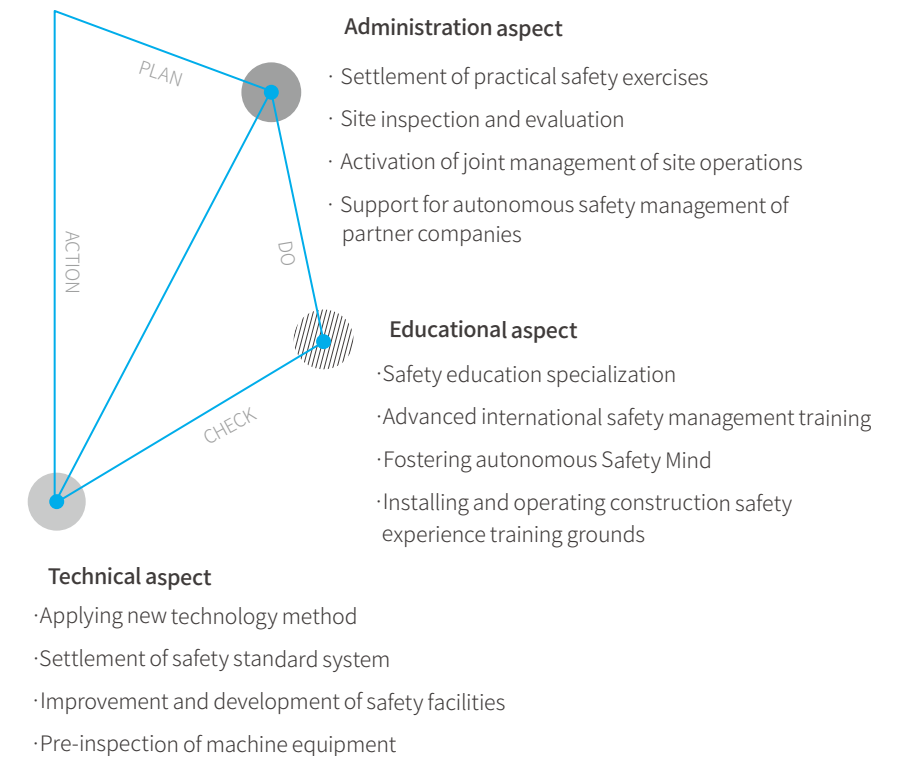 PLAN
ACTION
DO
CHECK
Administration aspect
· Settlement of practical safety exercises
· Site inspection and evaluation
· Activation of joint management of site operations
· Support for autonomous safety management of
partner companies
Educational aspect
·Safety education specialization
·Advanced international safety management training
·Fostering autonomous Safety Mind
·Installing and operating construction safety
experience training grounds
Technical aspect
·Applying new technology method
·Settlement of safety standard system
·Improvement and development of safety facilities
·Pre-inspection of machine equipment